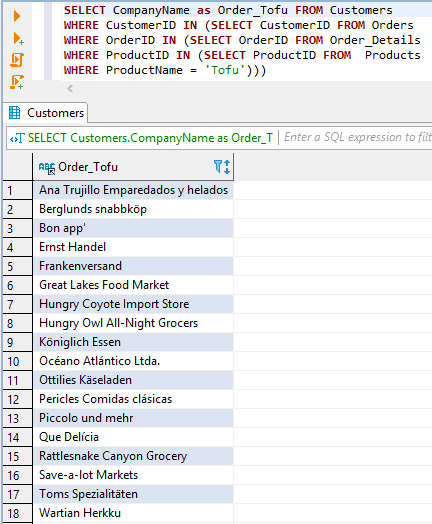 SELECT CompanyName as Order_Tofu FROM Customers
WHERE CustomerID IN (SELECT CustomerID FROM Orders
WHERE OrderID IN (SELECT OrderID FROM Order_Details
WHERE ProductID IN (SELECT ProductID FROM  Products
WHERE ProductName = 'Tofu')))
Customers
SELECT Customers.CompanyName as Order_T
Enter a SQL expression to filt
ABC Order_Tofu
1 Ana Trujillo Emparedados y helados
2 Berglunds snabbköp
3 Bon app'
4 Ernst Handel
5 Frankenversand
6 Great Lakes Food Market
7 Hungry Coyote Import Store
8 Hungry Owl All-Night Grocers
9 Königlich Essen
10 Océano Atlántico Ltda.
11 Ottilies Käseladen
12 Pericles Comidas clásicas
13 Piccolo und mehr
14 Que Delícia
15 Rattlesnake Canyon Grocery
16 Save-a-lot Markets
17 Toms Spezialitäten
18 Wartian Herkku